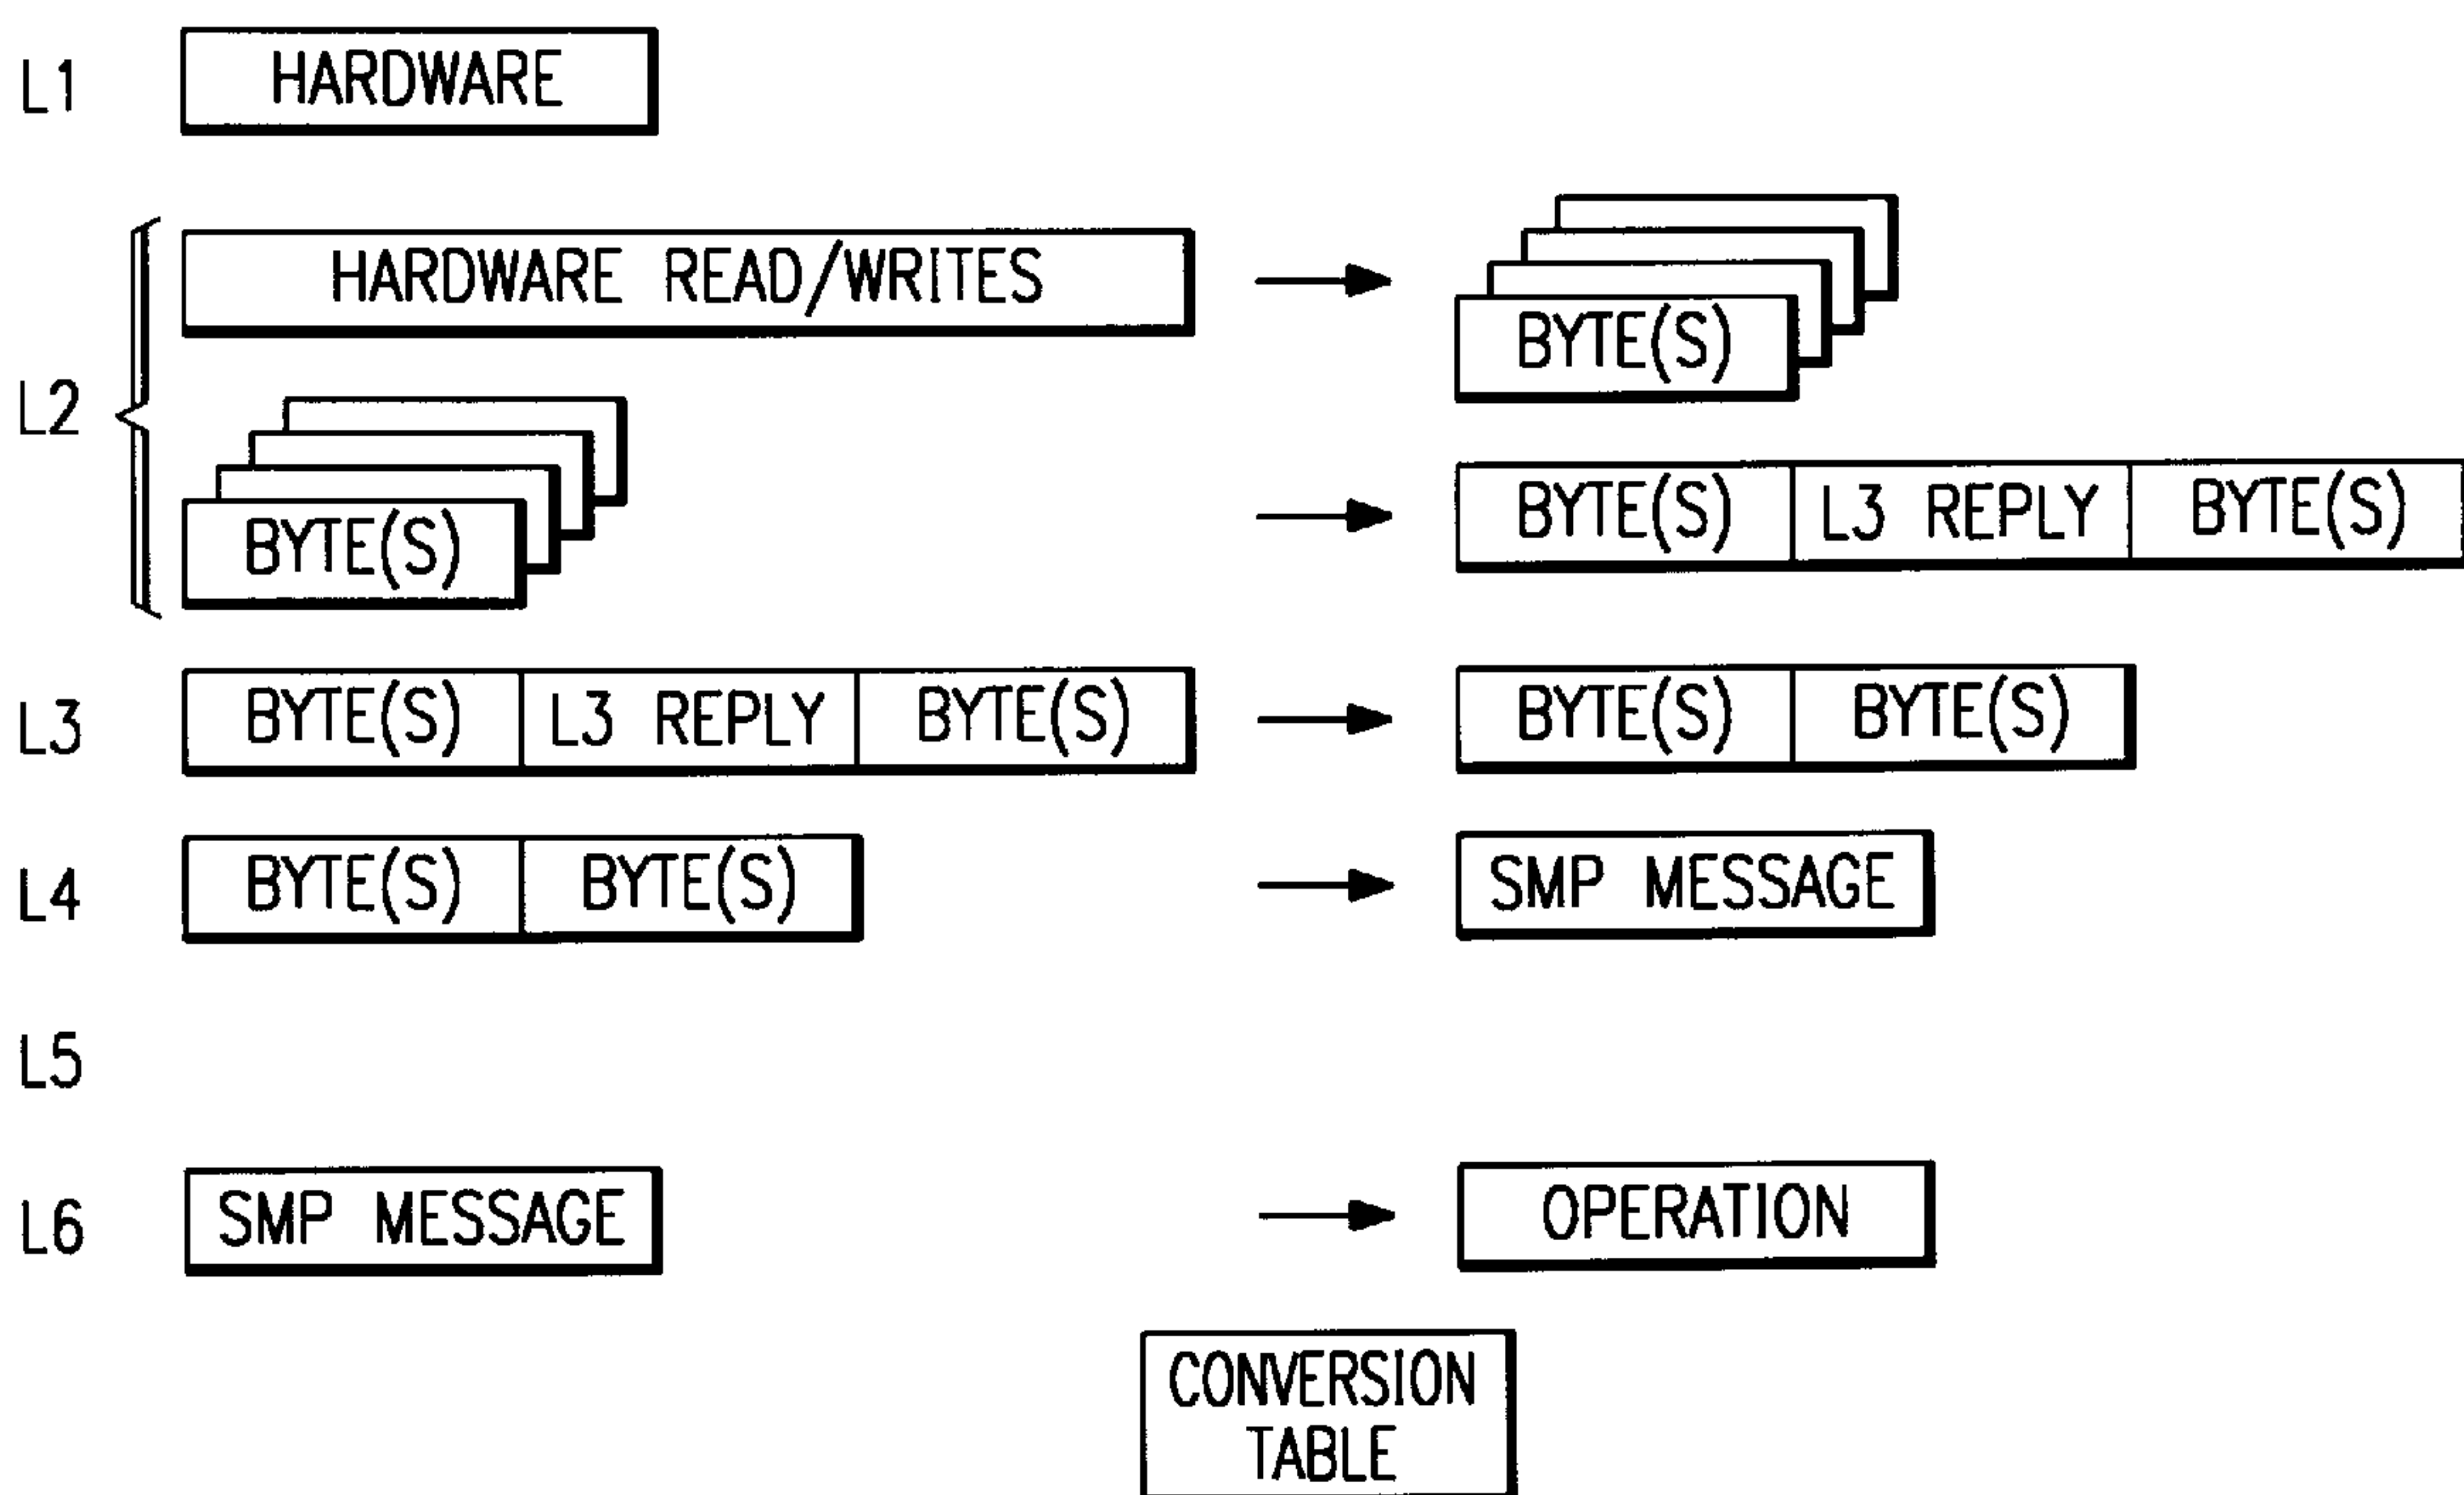 L1 HARDWARE
L2 HARDWARE READ/WRITES BYTE(S)
BYTE(S) BYTE(S) L3 REPLY BYTE(S)
L3 BYTE(S) L3 REPLY BYTE(S) BYTE(S) BYTE(S)
L4 BYTE(S) BYTE(S) SMP MESSAGE
L5
L6 SMP MESSAGE OPERATION
CONVERSION
TABLE